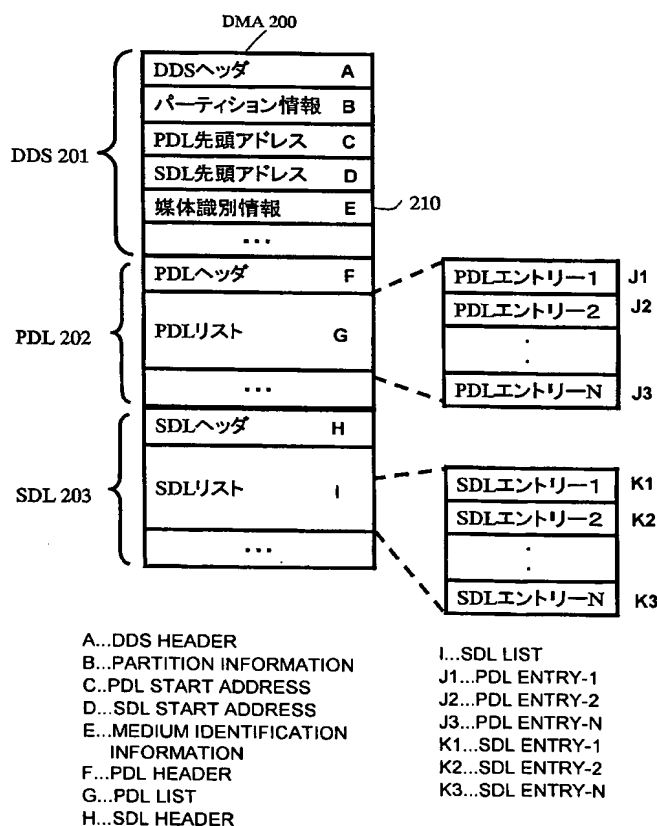 DMA 200
DDSヘッダ A
パーティション情報 B
PDL先頭アドレス C
SDL先頭アドレス D
媒体識別情報 E
...
DDS 201
210
PDLヘッダ F
PDLリスト G
...
PDL 202
PDLエントリー1 J1
PDLエントリー2 J2
:
PDLエントリーN J3
SDLヘッダ H
SDLリスト I
...
SDL 203
SDLエントリー1 K1
SDLエントリー2 K2
:
SDLエントリーN K3
A...DDS HEADER
B...PARTITION INFORMATION
C..PDL START ADDRESS
D...SDL START ADDRESS
E...MEDIUM IDENTIFICATION
INFORMATION
F...PDL HEADER
G...PDL LIST
H...SDL HEADER
I...SDL LIST
J1...PDL ENTRY-1
J2...PDL ENTRY-2
J3...PDL ENTRY-N
K1...SDL ENTRY-1
K2...SDL ENTRY-2
K3...SDL ENTRY-N